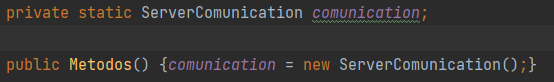 private static ServerComunication comunication;
public Metodos() {comunication = new ServerComunication();}